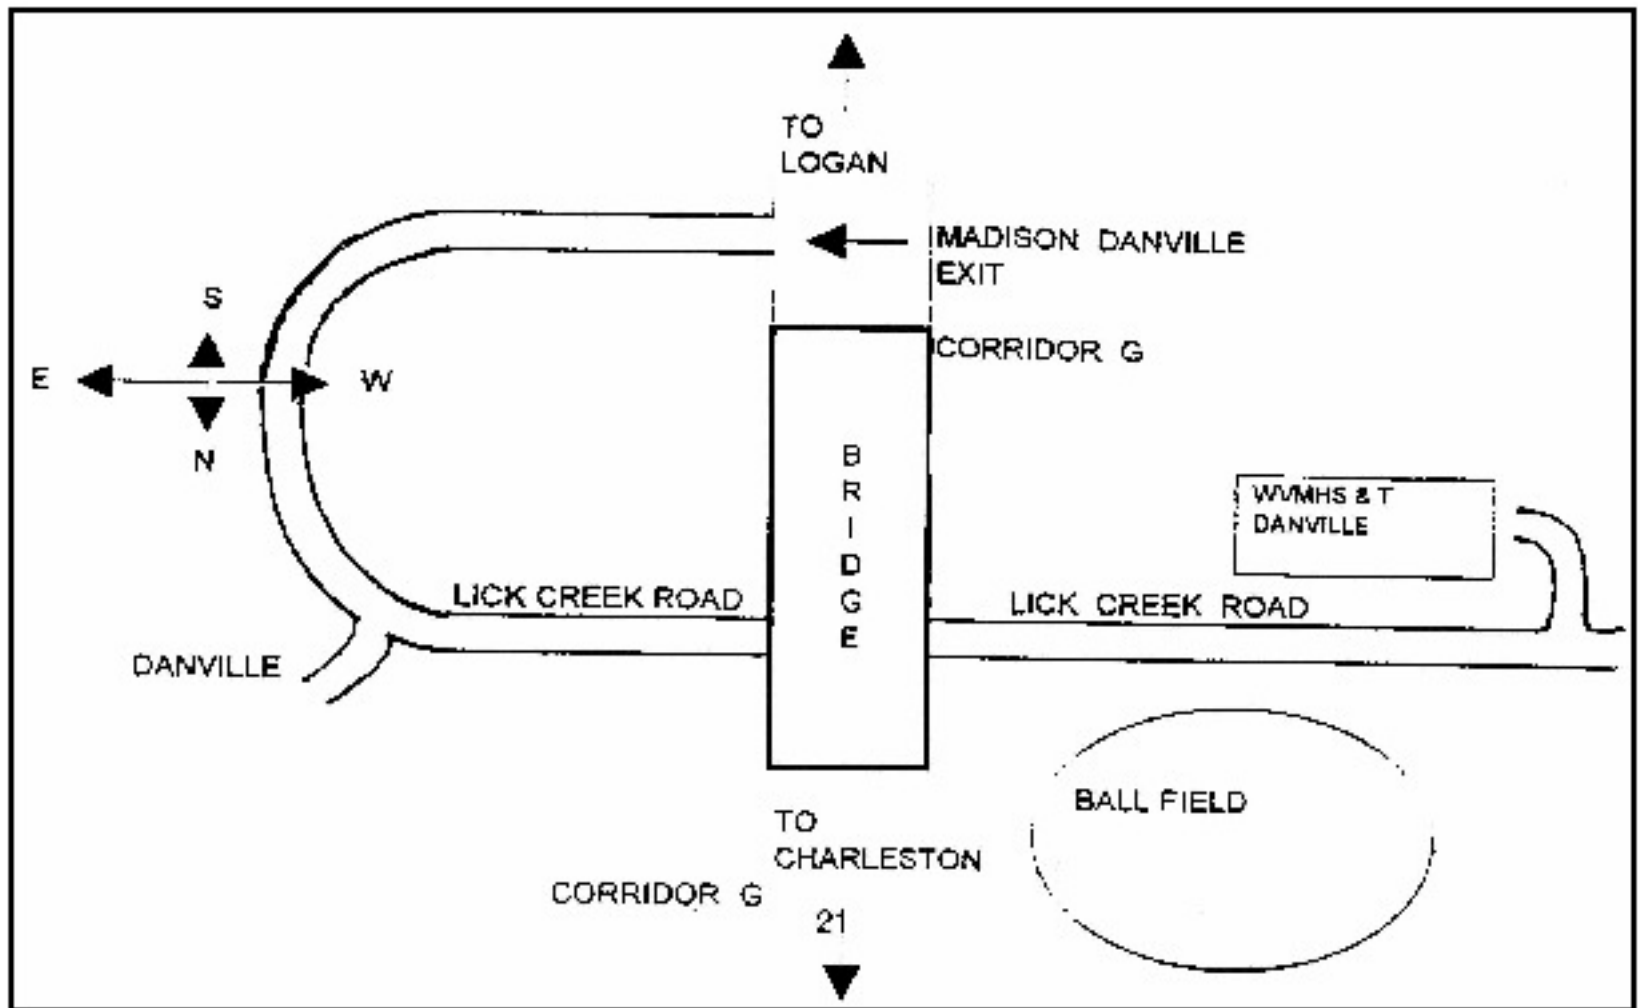 TO
LOGAN
MADISON DANVILLE
EXIT
S
CORRIDOR G
E
W
N
BRIDGE
WVMHS & T
DANVILLE
LICK CREEK ROAD
LICK CREEK ROAD
DANVILLE
BALL FIELD
TO
CHARLESTON
CORRIDOR G
21